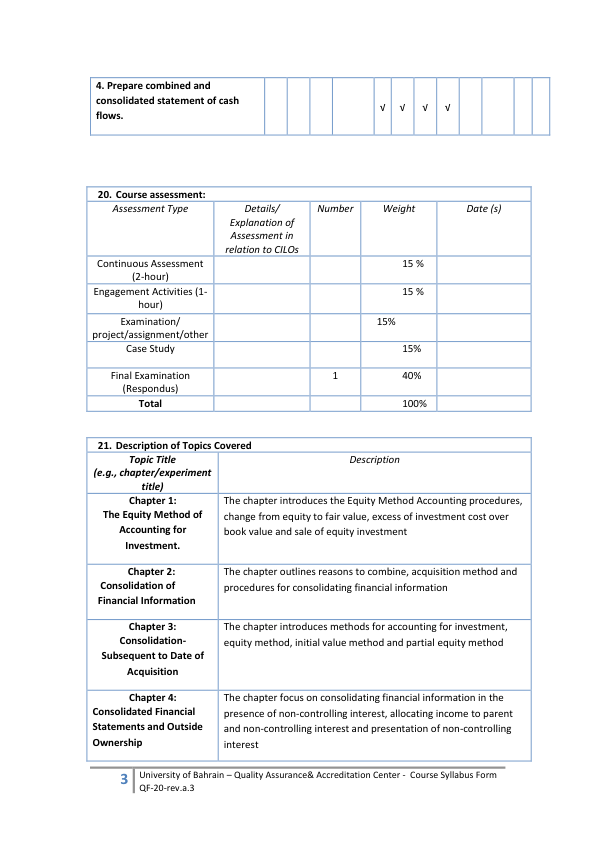 4. Prepare combined and
consolidated statement of cash
flows.
√ √ √ √
20. Course assessment:
Assessment Type Details/ Number Weight Date (s)
Explanation of
Assessment in
relation to CILOs
Continuous Assessment 15 %
(2-hour)
Engagement Activities (1- 15 %
hour)
Examination/ 15%
project/assignment/other
Case Study 15%
Final Examination 1 40%
(Respondus)
Total 100%
21. Description of Topics Covered
Topic Title Description
(e.g., chapter/experiment
title)
Chapter 1:
The Equity Method of
Accounting for
Investment.
The chapter introduces the Equity Method Accounting procedures,
change from equity to fair value, excess of investment cost over
book value and sale of equity investment
Chapter 2:
Consolidation of
Financial Information
The chapter outlines reasons to combine, acquisition method and
procedures for consolidating financial information
Chapter 3:
Consolidation-
Subsequent to Date of
Acquisition
The chapter introduces methods for accounting for investment,
equity method, initial value method and partial equity method
Chapter 4:
Consolidated Financial
Statements and Outside
Ownership
The chapter focus on consolidating financial information in the
presence of non-controlling interest, allocating income to parent
and non-controlling interest and presentation of non-controlling
interest
3 University of Bahrain – Quality Assurance& Accreditation Center - Course Syllabus Form
QF-20-rev.a.3